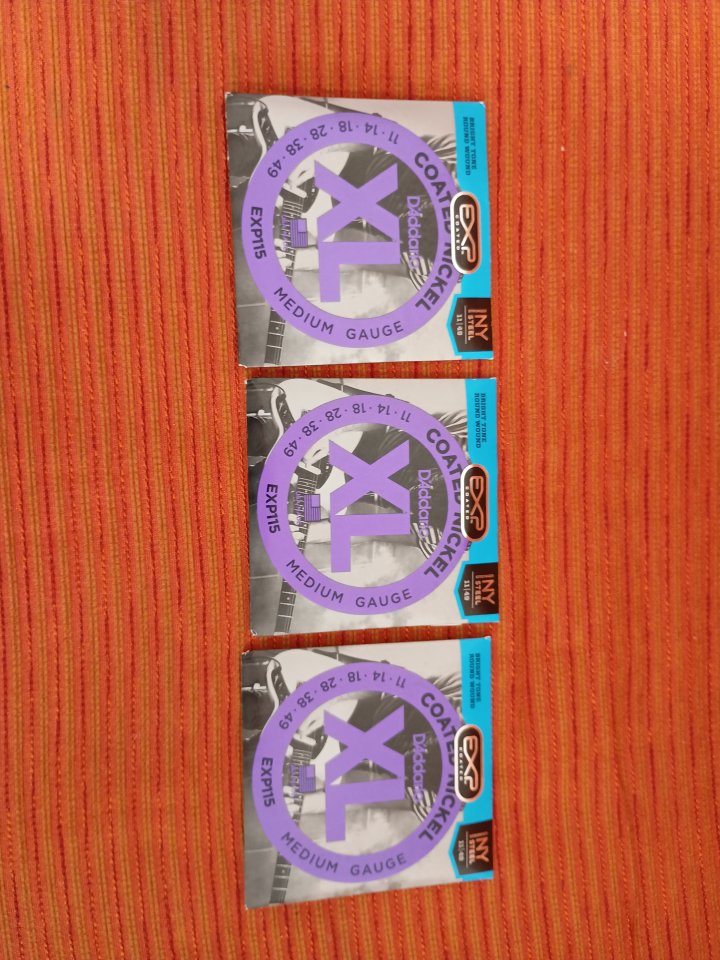 BRIGHT TONE
ROUND WOUND
EXP
COATED
NY
STEEL
11/49
COATED NICKEL
D'Addario
XL
11·14·18·28·38·49
EXP115
MEDIUM GAUGE
BRIGHT TONE
ROUND WOUND
EXP
COATED
NY
STEEL
11/49
COATED NICKEL
D'Addario
XL
11·14·18·28·38·49
EXP115
MEDIUM GAUGE
BRIGHT TONE
ROUND WOUND
EXP
COATED
NY
STEEL
11/49
COATED NICKEL
D'Addario
XL
11·14·18·28·38·49
EXP115
MEDIUM GAUGE